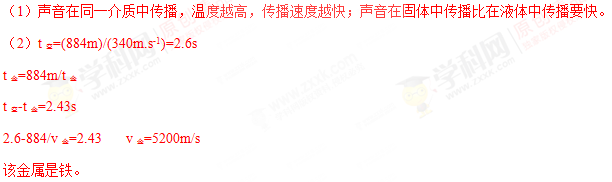 （1）声音在同一介质中传播，温度越高，传播速度越快；声音在固体中传播比在液体中传播要快。
（2）t 空=(884m)/(340m.s-1)=2.6s
t 金=884m/t 金
t 空-t 金=2.43s
2.6-884/v 金=2.43 v 金=5200m/s
该金属是铁。